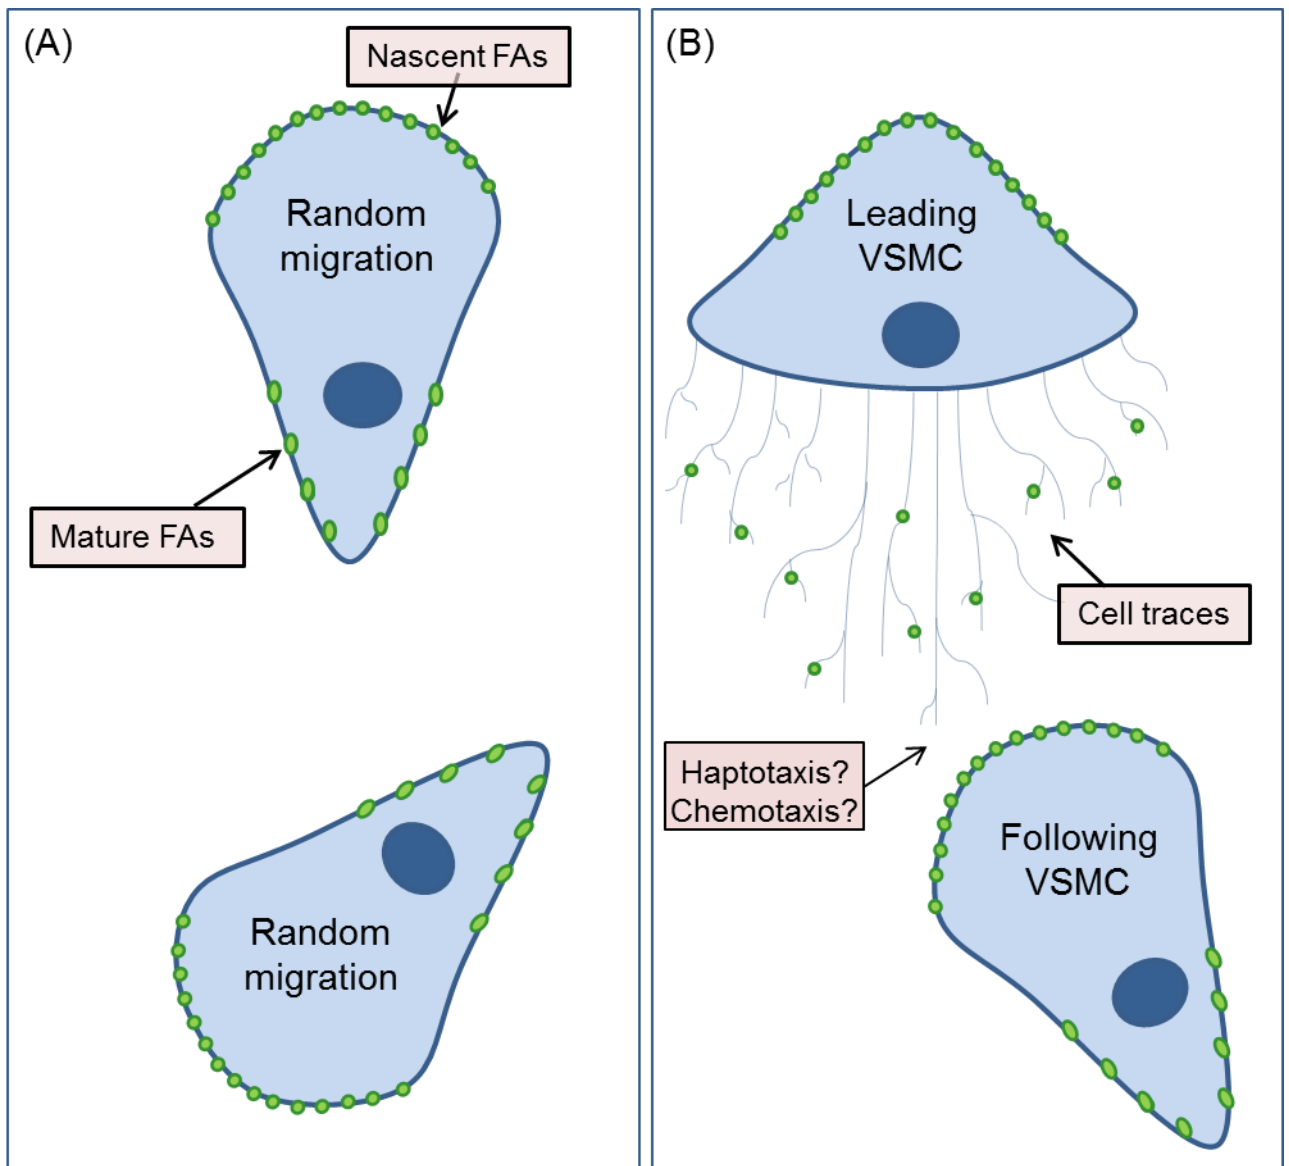 (A)
Nascent FAs
Random
migration
Mature FAs
Random
migration
(B)
Leading
VSMC
Cell traces
Haptotaxis?
Chemotaxis?
Following
VSMC